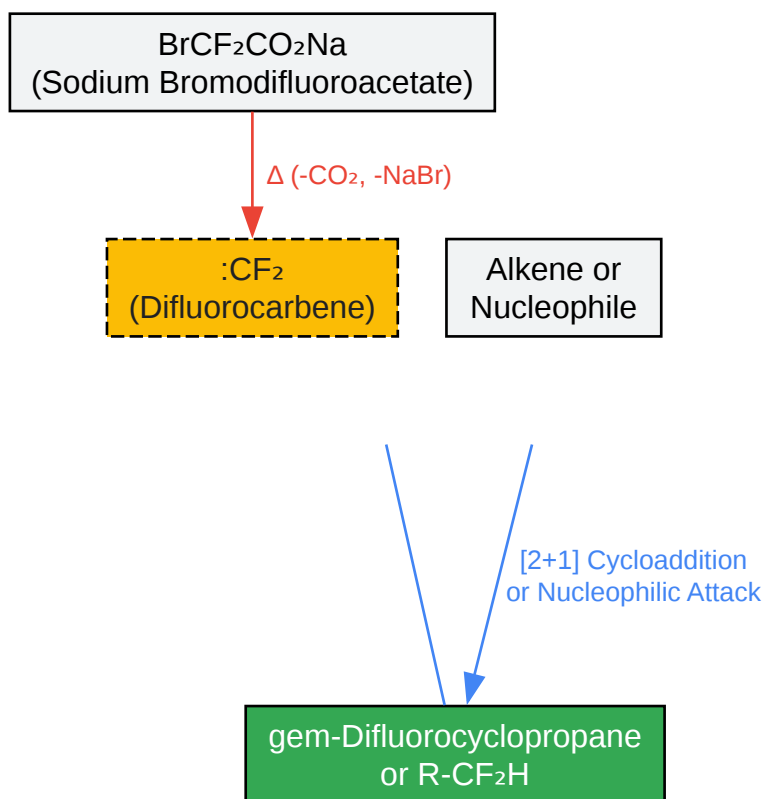 BrCF₂CO₂Na
(Sodium Bromodifluoroacetate)
Δ (-CO₂, -NaBr)
:CF₂
(Difluorocarbene)
Alkene or
Nucleophile
[2+1] Cycloaddition
or Nucleophilic Attack
gem-Difluorocyclopropane
or R-CF₂H